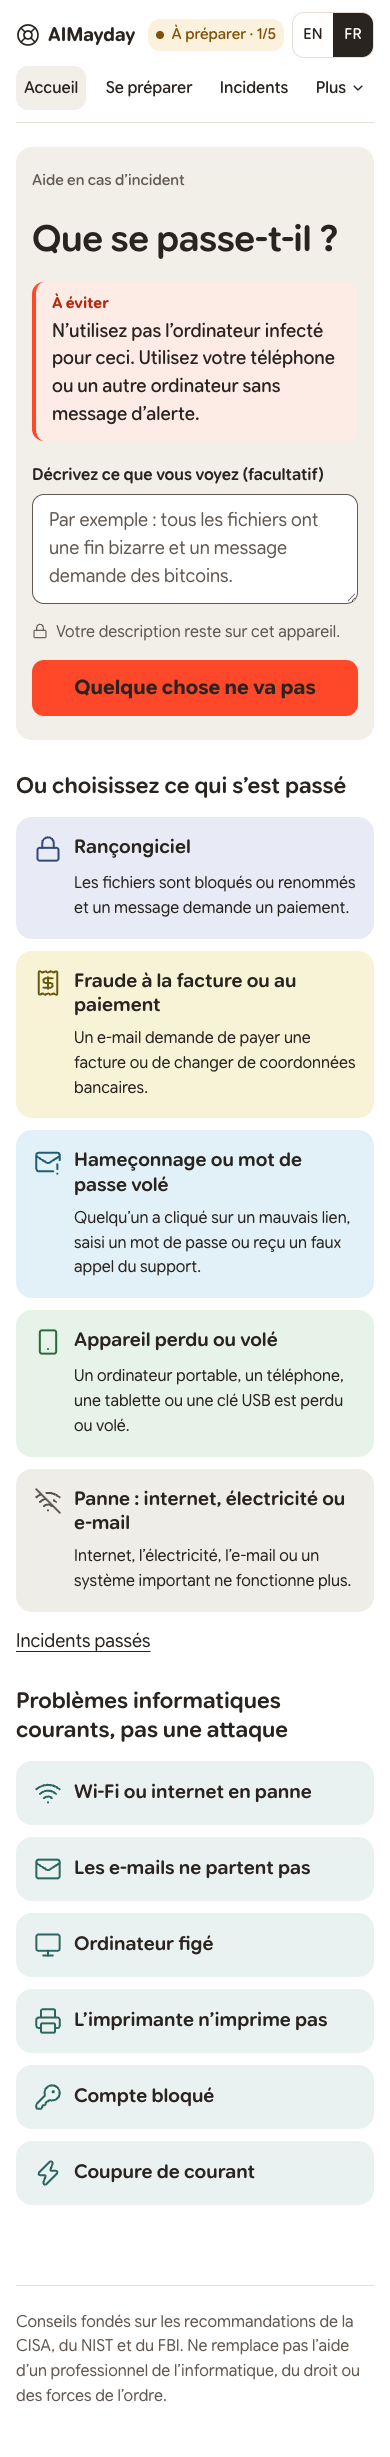 AIMayday
À préparer · 1/5
EN
FR
Accueil
Se préparer
Incidents
Plus
Aide en cas d’incident
Que se passe-t-il ?
À éviter
N’utilisez pas l’ordinateur infecté
pour ceci. Utilisez votre téléphone
ou un autre ordinateur sans
message d’alerte.
Décrivez ce que vous voyez (facultatif)
Par exemple : tous les fichiers ont
une fin bizarre et un message
demande des bitcoins.
Votre description reste sur cet appareil.
Quelque chose ne va pas
Ou choisissez ce qui s’est passé
Rançongiciel
Les fichiers sont bloqués ou renommés
et un message demande un paiement.
Fraude à la facture ou au
paiement
Un e-mail demande de payer une
facture ou de changer de coordonnées
bancaires.
Hameçonnage ou mot de
passe volé
Quelqu’un a cliqué sur un mauvais lien,
saisi un mot de passe ou reçu un faux
appel du support.
Appareil perdu ou volé
Un ordinateur portable, un téléphone,
une tablette ou une clé USB est perdu
ou volé.
Panne : internet, électricité ou
e-mail
Internet, l’électricité, l’e-mail ou un
système important ne fonctionne plus.
Incidents passés
Problèmes informatiques
courants, pas une attaque
Wi-Fi ou internet en panne
Les e-mails ne partent pas
Ordinateur figé
L’imprimante n’imprime pas
Compte bloqué
Coupure de courant
Conseils fondés sur les recommandations de la
CISA, du NIST et du FBI. Ne remplace pas l’aide
d’un professionnel de l’informatique, du droit ou
des forces de l’ordre.